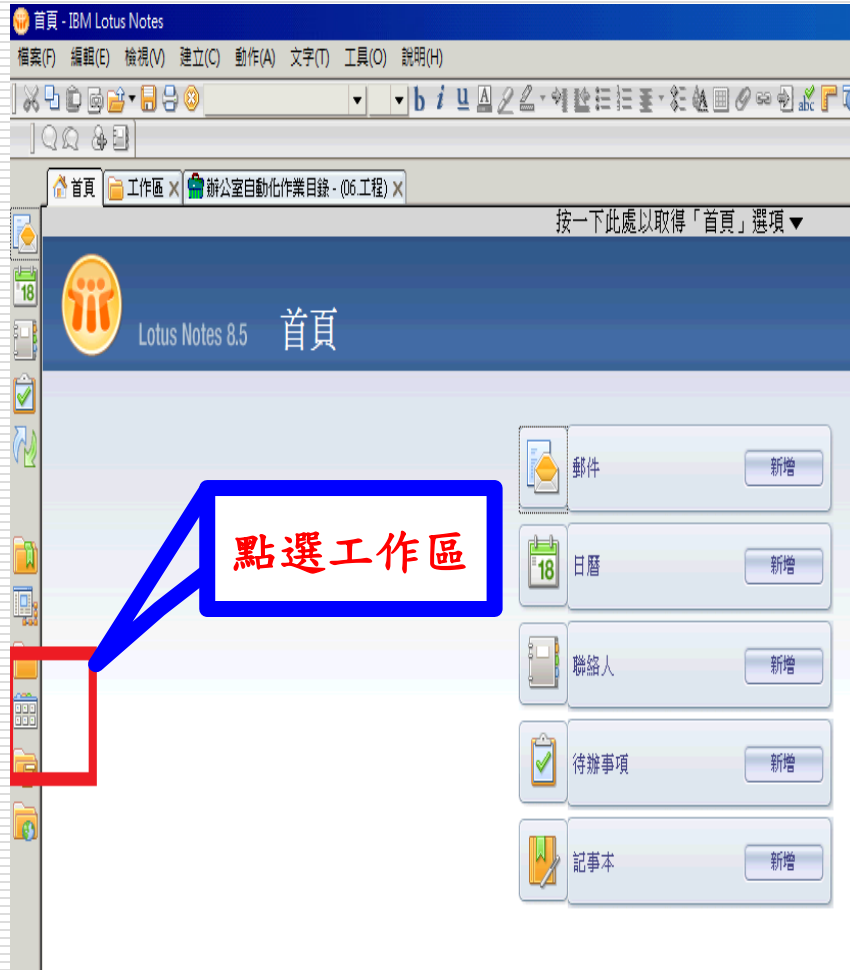 首頁 - IBM Lotus Notes
檔案(F) 編輯(E) 檢視(V) 建立(C) 動作(A) 文字(T) 工具(O) 說明(H)
b i u A abc
首頁 工作區 辦公室自動化作業目錄 - (06.工程)
按一下此處以取得「首頁」選項▼
18
Lotus Notes 8.5 首頁
郵件 新增
點選工作區
18 日曆 新增
聯絡人 新增
待辦事項 新增
記事本 新增